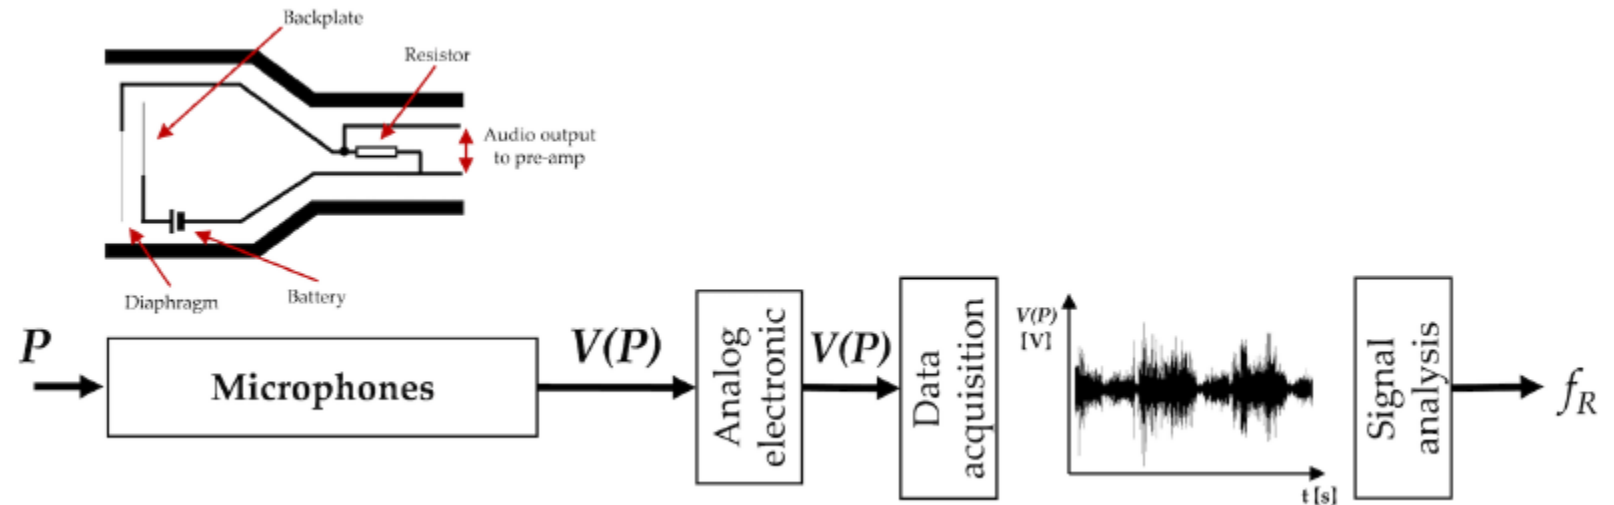 Backplate
Resistor
Audio output
to pre-amp
Diaphragm
Battery
P
Microphones
V(P)
Analog
electronic
V(P)
Data
acquisition
V(P)
[V]
t [s]
Signal
analysis
fR